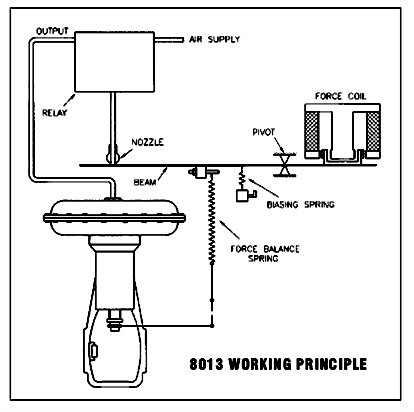 OUTPUT
AIR SUPPLY
RELAY
FORCE COIL
NOZZLE
PIVOT
BEAM
BIASING SPRING
FORCE BALANCE
SPRING
8013 WORKING PRINCIPLE